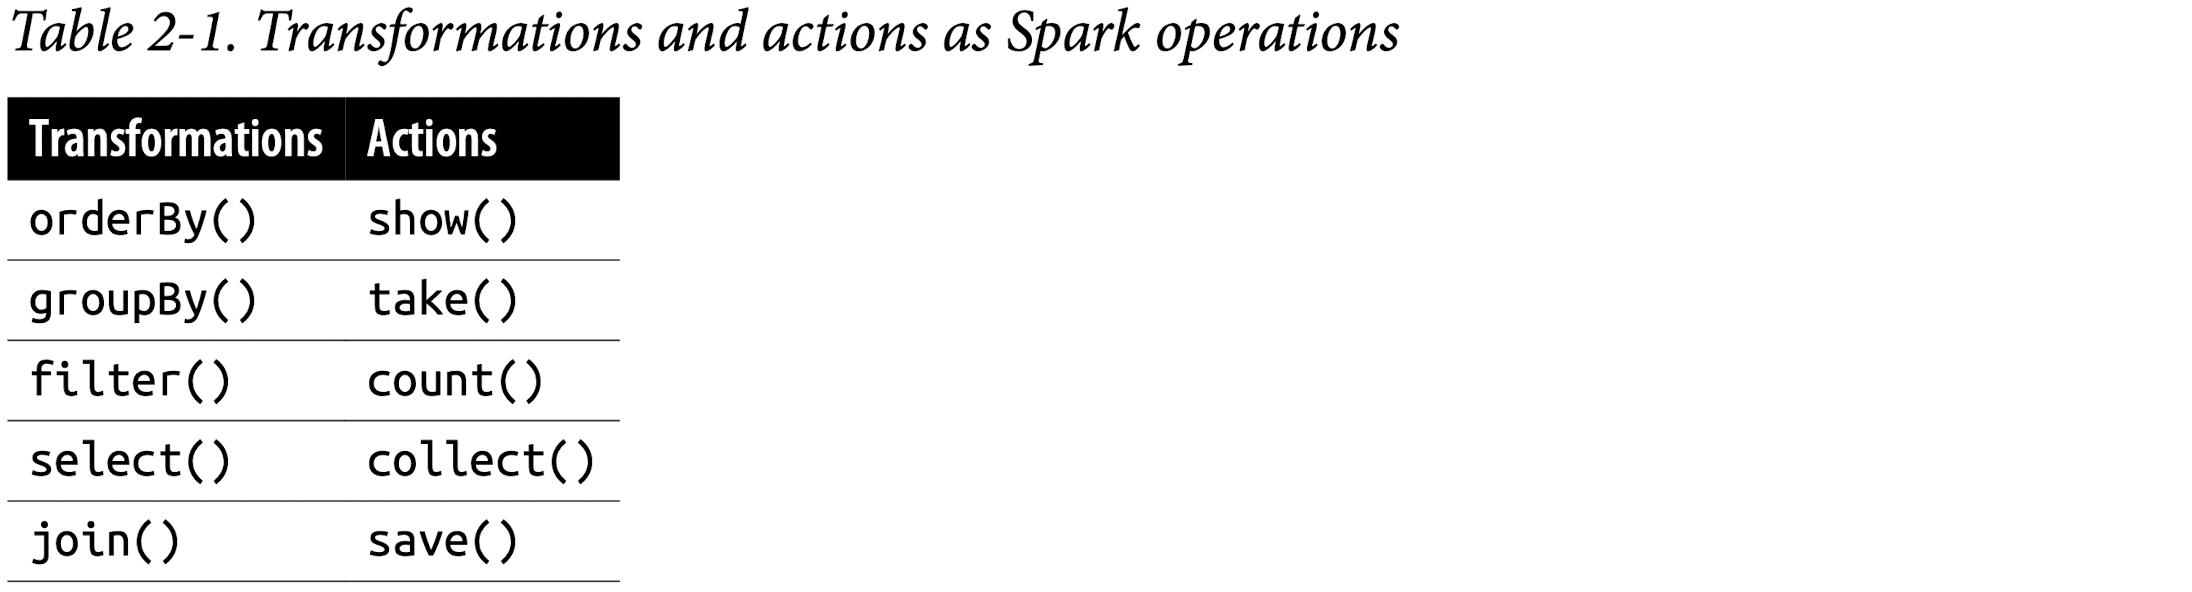 Table 2-1. Transformations and actions as Spark operations
Transformations Actions
orderBy() show()
groupBy() take()
filter() count()
select() collect()
join() save()